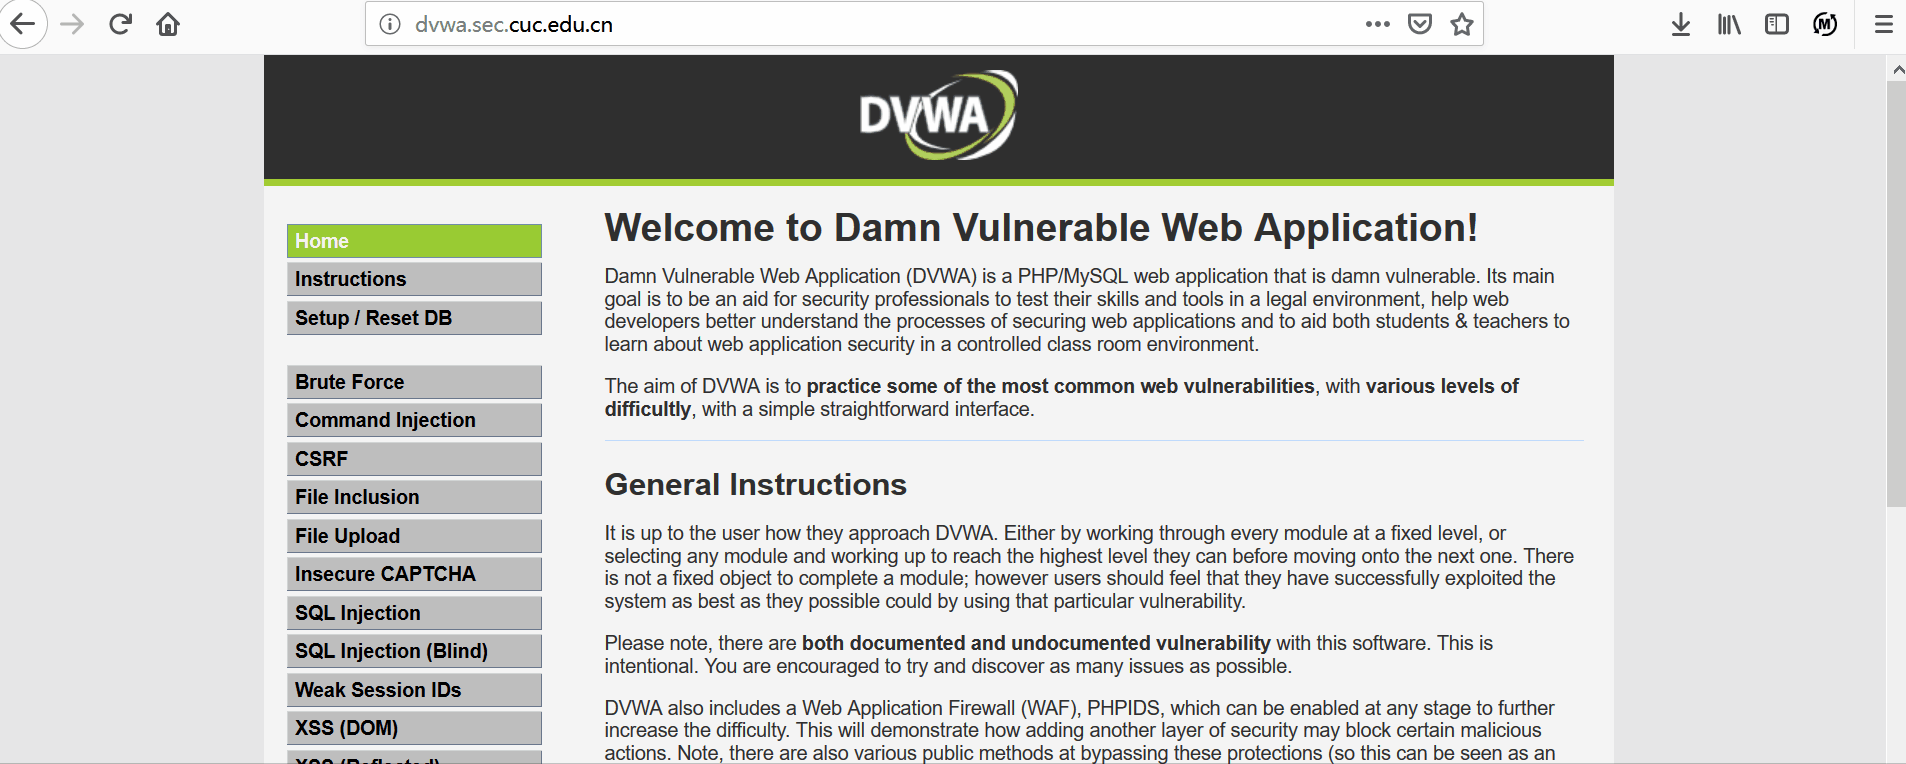 dvwa.sec.cuc.edu.cn
DVWA
Home
Instructions
Setup / Reset DB
Brute Force
Command Injection
CSRF
File Inclusion
File Upload
Insecure CAPTCHA
SQL Injection
SQL Injection (Blind)
Weak Session IDs
XSS (DOM)
XSS (Reflected)
Welcome to Damn Vulnerable Web Application!
Damn Vulnerable Web Application (DVWA) is a PHP/MySQL web application that is damn vulnerable. Its main
goal is to be an aid for security professionals to test their skills and tools in a legal environment, help web
developers better understand the processes of securing web applications and to aid both students & teachers to
learn about web application security in a controlled class room environment.
The aim of DVWA is to practice some of the most common web vulnerabilities, with various levels of
difficultly, with a simple straightforward interface.
General Instructions
It is up to the user how they approach DVWA. Either by working through every module at a fixed level, or
selecting any module and working up to reach the highest level they can before moving onto the next one. There
is not a fixed object to complete a module; however users should feel that they have successfully exploited the
system as best as they possible could by using that particular vulnerability.
Please note, there are both documented and undocumented vulnerability with this software. This is
intentional. You are encouraged to try and discover as many issues as possible.
DVWA also includes a Web Application Firewall (WAF), PHPIDS, which can be enabled at any stage to further
increase the difficulty. This will demonstrate how adding another layer of security may block certain malicious
actions. Note, there are also various public methods at bypassing these protections (so this can be seen as an